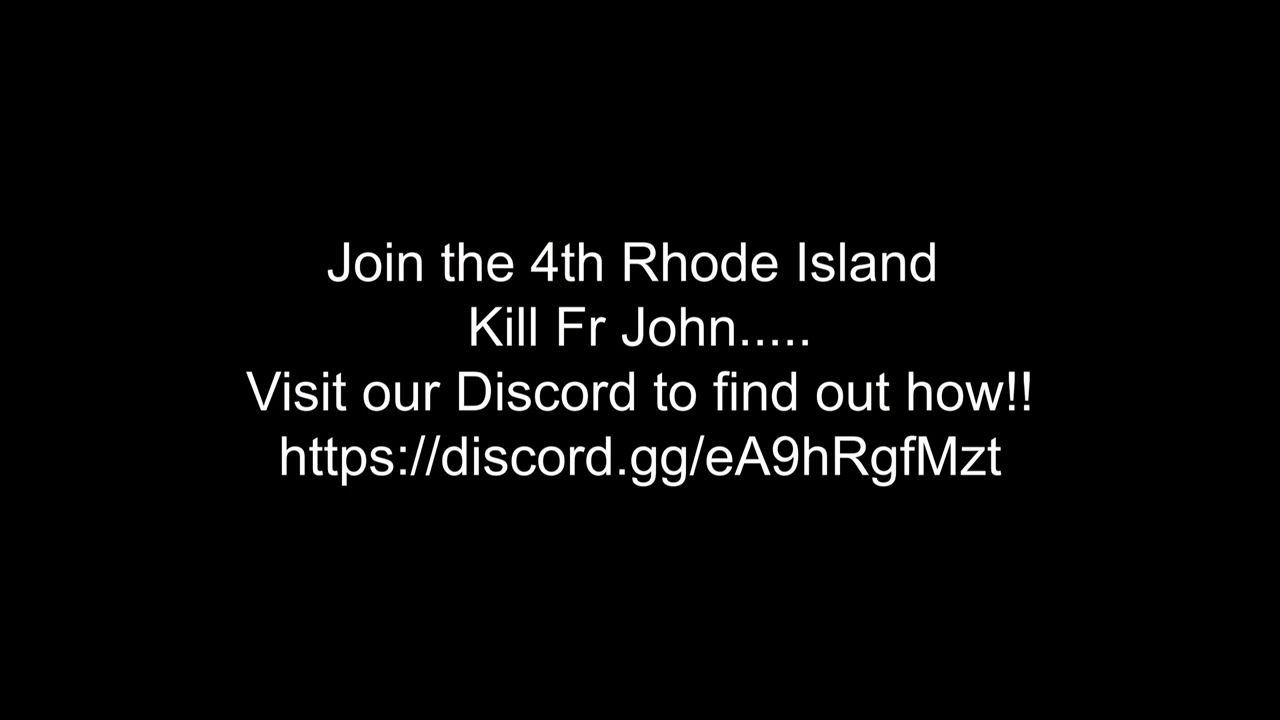 Join the 4th Rhode Island
Kill Fr John.....
Visit our Discord to find out how!!
https://discord.gg/eA9hRgfMzt